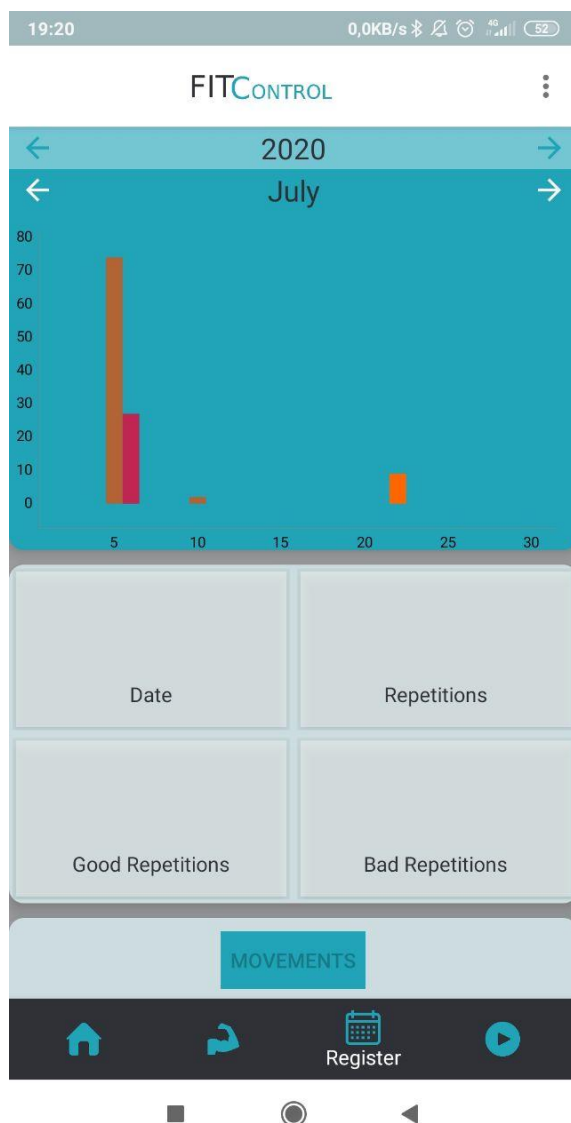 19:20 0,0KB/s 4G 52
FITCONTROL
2020
July
80
70
60
50
40
30
20
10
0
5 10 15 20 25 30
Date Repetitions
Good Repetitions Bad Repetitions
MOVEMENTS
Register